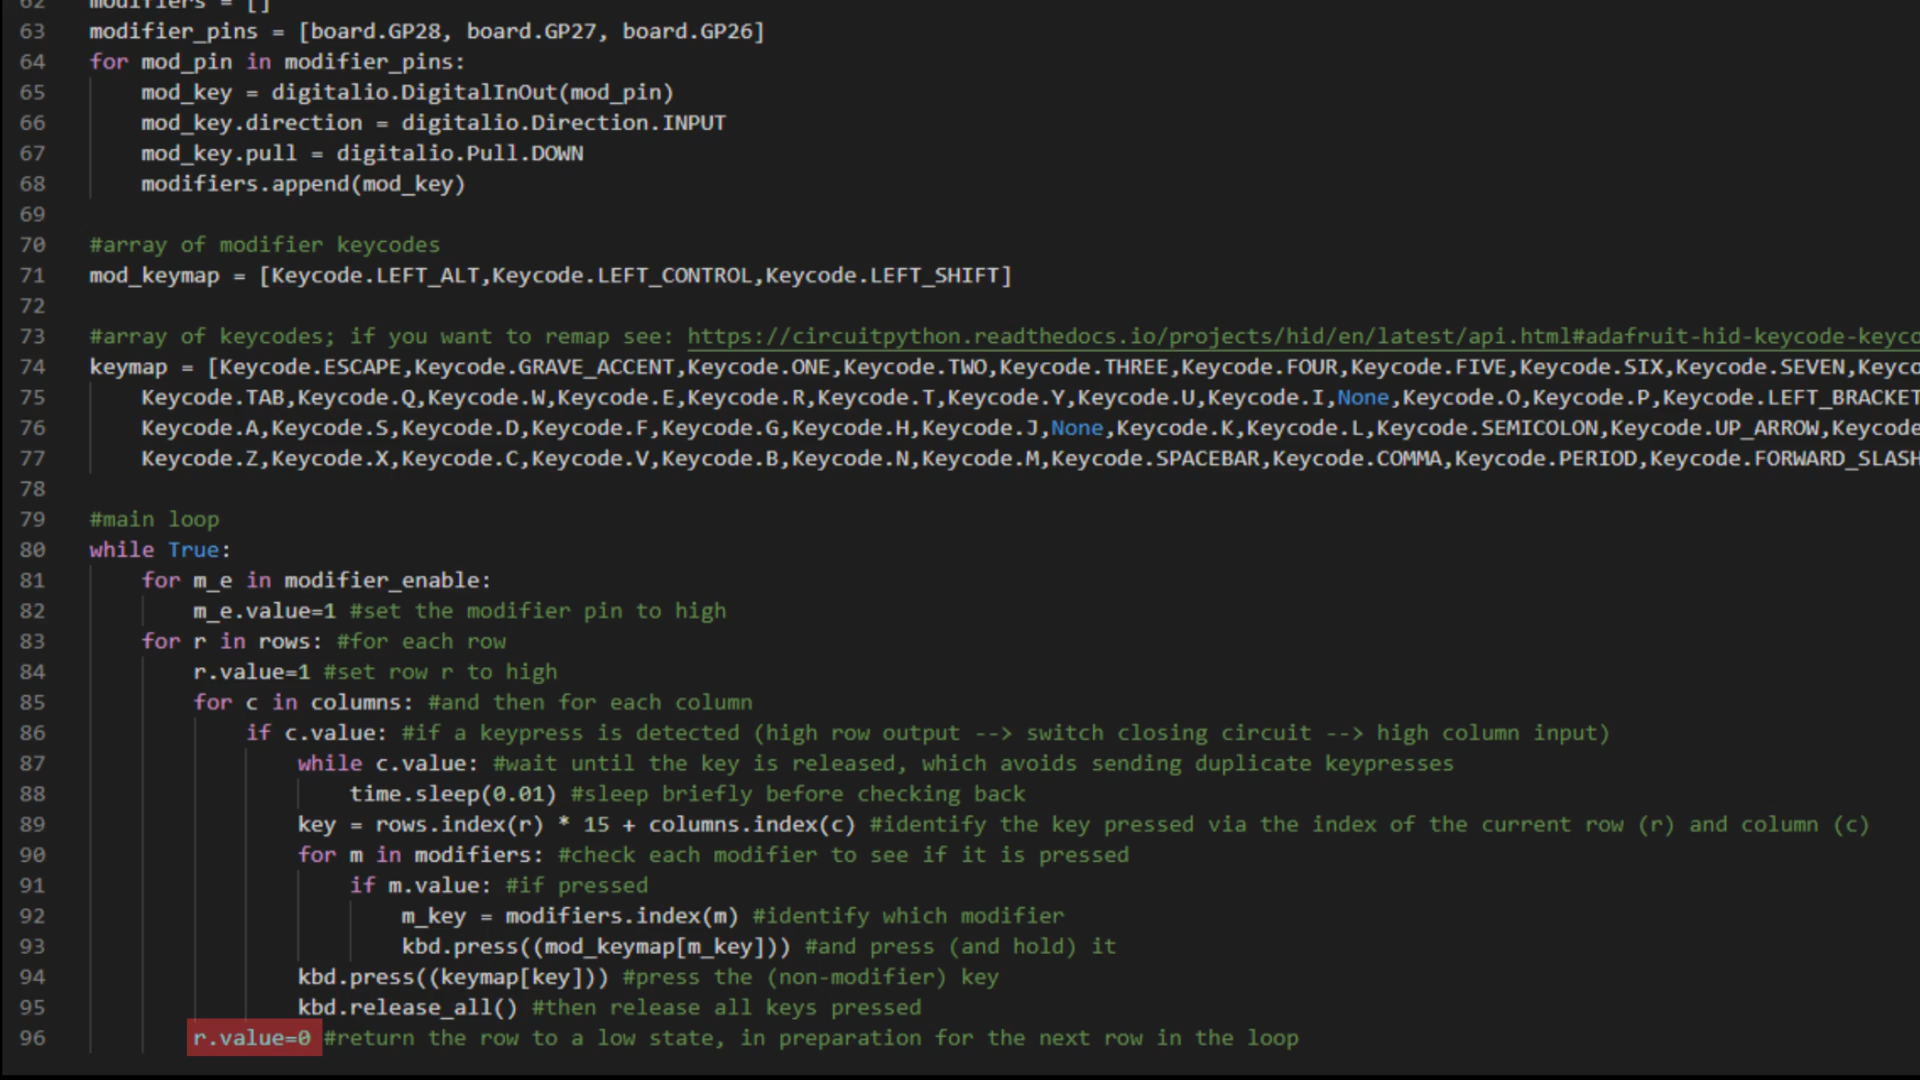 62 modifiers = []
63 modifier_pins = [board.GP28, board.GP27, board.GP26]
64 for mod_pin in modifier_pins:
65 mod_key = digitalio.DigitalInOut(mod_pin)
66 mod_key.direction = digitalio.Direction.INPUT
67 mod_key.pull = digitalio.Pull.DOWN
68 modifiers.append(mod_key)
69
70 #array of modifier keycodes
71 mod_keymap = [Keycode.LEFT_ALT,Keycode.LEFT_CONTROL,Keycode.LEFT_SHIFT]
72
73 #array of keycodes; if you want to remap see: https://circuitpython.readthedocs.io/projects/hid/en/latest/api.html#adafruit-hid-keycode-keyco
74 keymap = [Keycode.ESCAPE,Keycode.GRAVE_ACCENT,Keycode.ONE,Keycode.TWO,Keycode.THREE,Keycode.FOUR,Keycode.FIVE,Keycode.SIX,Keycode.SEVEN,Keyco
75 Keycode.TAB,Keycode.Q,Keycode.W,Keycode.E,Keycode.R,Keycode.T,Keycode.Y,Keycode.U,Keycode.I,None,Keycode.O,Keycode.P,Keycode.LEFT_BRACKET
76 Keycode.A,Keycode.S,Keycode.D,Keycode.F,Keycode.G,Keycode.H,Keycode.J,None,Keycode.K,Keycode.L,Keycode.SEMICOLON,Keycode.UP_ARROW,Keycode
77 Keycode.Z,Keycode.X,Keycode.C,Keycode.V,Keycode.B,Keycode.N,Keycode.M,Keycode.SPACEBAR,Keycode.COMMA,Keycode.PERIOD,Keycode.FORWARD_SLASH
78
79 #main loop
80 while True:
81 for m_e in modifier_enable:
82 m_e.value=1 #set the modifier pin to high
83 for r in rows: #for each row
84 r.value=1 #set row r to high
85 for c in columns: #and then for each column
86 if c.value: #if a keypress is detected (high row output --> switch closing circuit --> high column input)
87 while c.value: #wait until the key is released, which avoids sending duplicate keypresses
88 time.sleep(0.01) #sleep briefly before checking back
89 key = rows.index(r) * 15 + columns.index(c) #identify the key pressed via the index of the current row (r) and column (c)
90 for m in modifiers: #check each modifier to see if it is pressed
91 if m.value: #if pressed
92 m_key = modifiers.index(m) #identify which modifier
93 kbd.press((mod_keymap[m_key])) #and press (and hold) it
94 kbd.press((keymap[key])) #press the (non-modifier) key
95 kbd.release_all() #then release all keys pressed
96 r.value=0 #return the row to a low state, in preparation for the next row in the loop